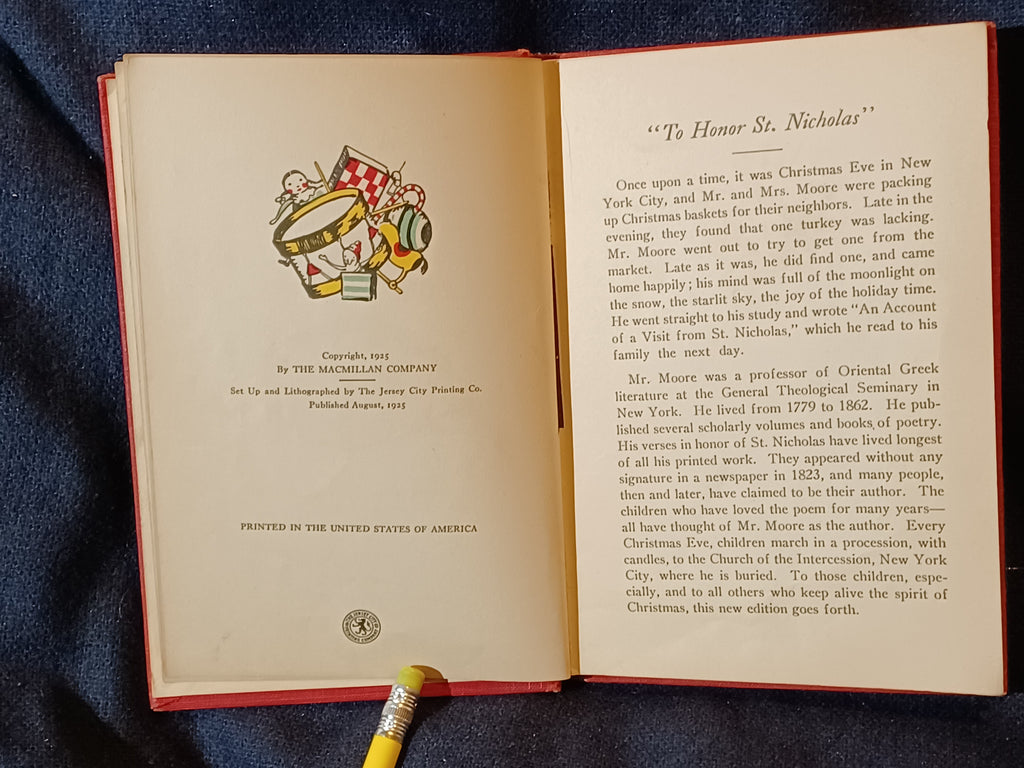 Copyright, 1925
By THE MACMILLAN COMPANY
Set Up and Lithographed by The Jersey City Printing Co.
Published August, 1925
PRINTED IN THE UNITED STATES OF AMERICA
"To Honor St. Nicholas"
Once upon a time, it was Christmas Eve in New
York City, and Mr. and Mrs. Moore were packing
up Christmas baskets for their neighbors. Late in the
evening, they found that one turkey was lacking.
Mr. Moore went out to try to get one from the
market. Late as it was, he did find one, and came
home happily; his mind was full of the moonlight on
the snow, the starlit sky, the joy of the holiday time.
He went straight to his study and wrote "An Account
of a Visit from St. Nicholas," which he read to his
family the next day.
Mr. Moore was a professor of Oriental Greek
literature at the General Theological Seminary in
New York. He lived from 1779 to 1862. He pub-
lished several scholarly volumes and books of poetry.
His verses in honor of St. Nicholas have lived longest
of all his printed work. They appeared without any
signature in a newspaper in 1823, and many people,
then and later, have claimed to be their author. The
children who have loved the poem for many years—
all have thought of Mr. Moore as the author. Every
Christmas Eve, children march in a procession, with
candles, to the Church of the Intercession, New York
City, where he is buried. To those children, espe-
cially, and to all others who keep alive the spirit of
Christmas, this new edition goes forth.